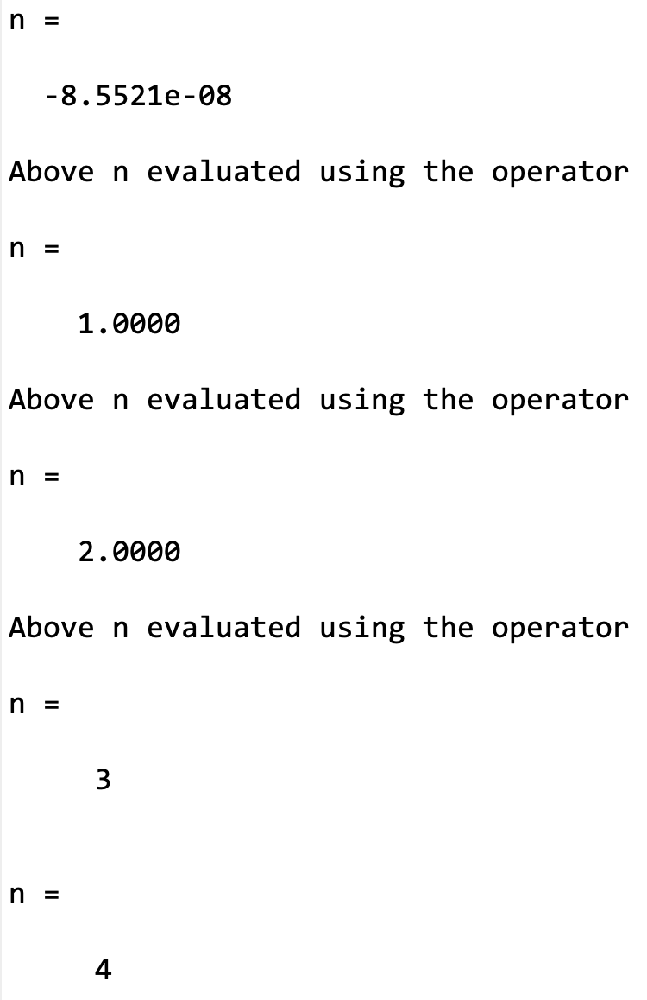 n =
-8.5521e-08
Above n evaluated using the operator
n =
1.0000
Above n evaluated using the operator
n =
2.0000
Above n evaluated using the operator
n =
3
n =
4